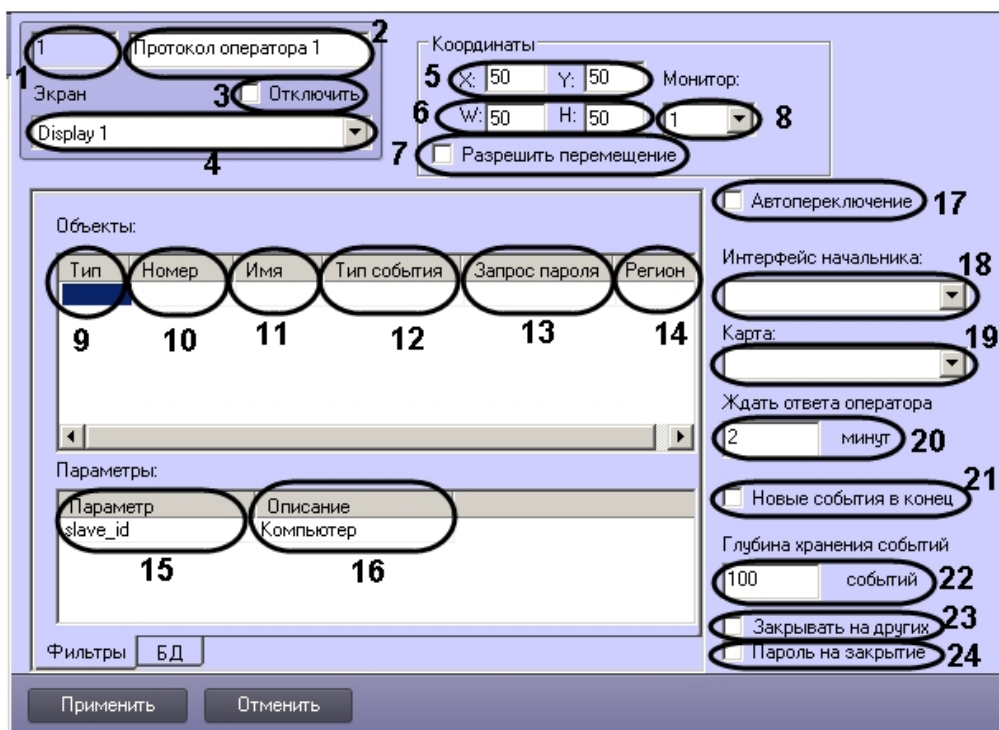 1 Протокол оператора 1 2
1
Экран 3 Отключить
Display 1
4
Координаты
5 X: 50 Y: 50 Монитор:
6 W: 50 H: 50 1 8
7 Разрешить перемещение
Объекты:
Тип Номер Имя Тип события Запрос пароля Регион
9 10 11 12 13 14
Параметры:
Параметр Описание
slave_id Компьютер
15 16
Фильтры БД
Автопереключение 17
Интерфейс начальника: 18
Карта: 19
Ждать ответа оператора
2 минут 20
21
Новые события в конец
Глубина хранения событий
100 событий 22
Закрывать на других 23
Пароль на закрытие 24
Применить Отменить